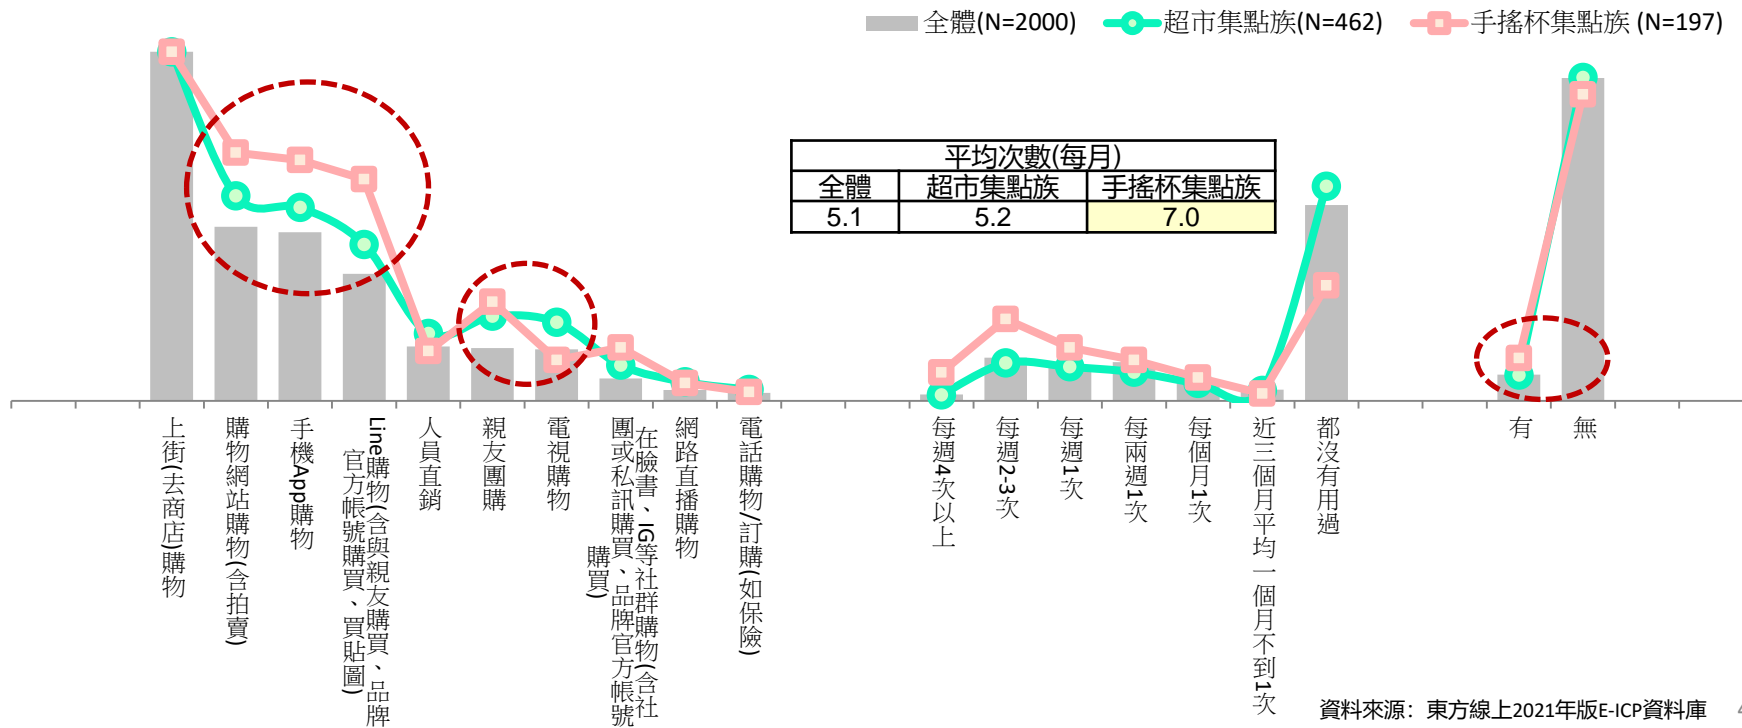 全體(N=2000)
超市集點族(N=462)
手搖杯集點族 (N=197)
平均次數(每月)
全體
超市集點族
手搖杯集點族
5.1
5.2
7.0
上街(去商店)購物
購物網站購物(含拍賣)
手機App購物
Line購物(含與親友購買、品牌
官方帳號購買、買貼圖)
人員直銷
親友團購
電視購物
在臉書、IG等社群購物(含社
團或私訊購買、品牌官方帳號
購買)
網路直播購物
電話購物/訂購(如保險)
每週4次以上
每週2-3次
每週1次
每兩週1次
每個月1次
近三個月平均一個月不到1次
都沒有用過
有
無
資料來源：東方線上2021年版E-ICP資料庫